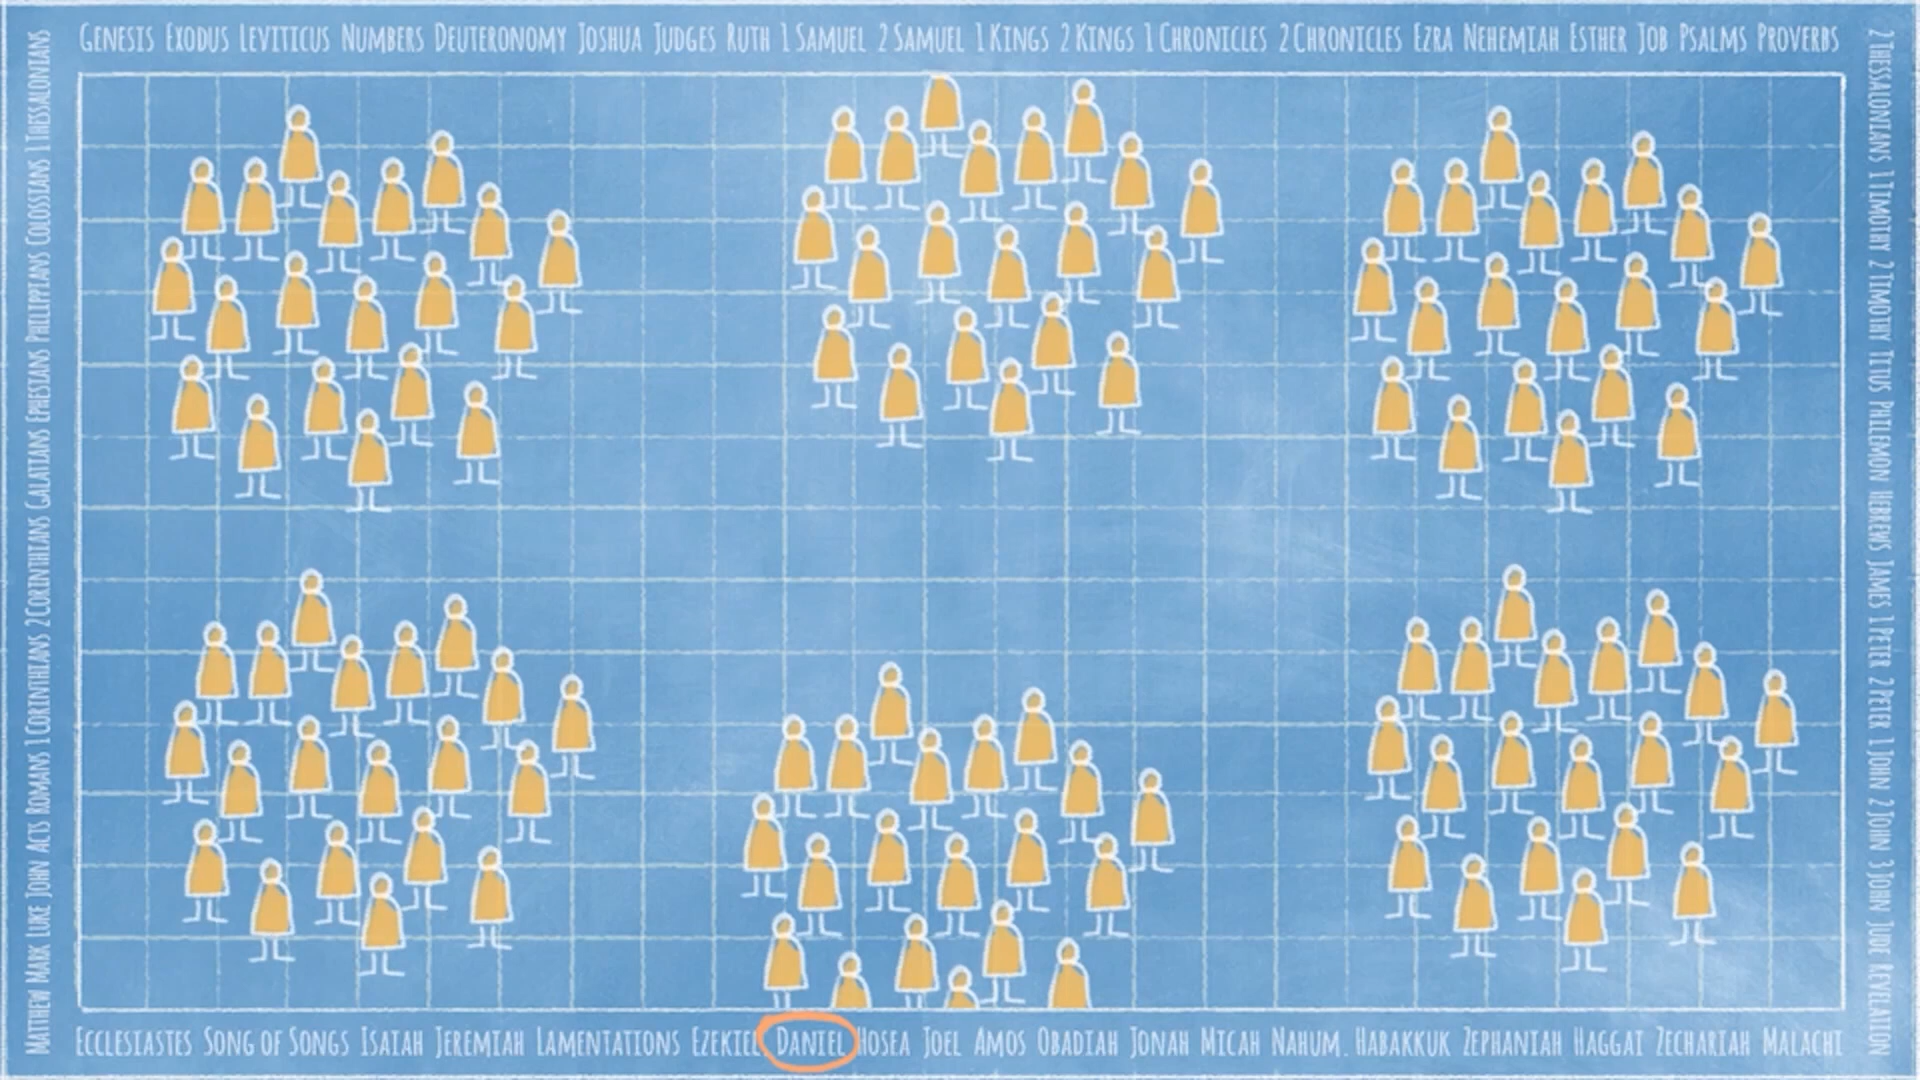 Genesis Exodus Leviticus Numbers Deuteronomy Joshua Judges Ruth 1 Samuel 2 Samuel 1 Kings 2 Kings 1 Chronicles 2 Chronicles Ezra Nehemiah Esther Job Psalms Proverbs
Ecclesiastes Song of Songs Isaiah Jeremiah Lamentations Ezekiel Daniel Hosea Joel Amos Obadiah Jonah Micah Nahum. Habakkuk Zephaniah Haggai Zechariah Malachi
Matthew Mark Luke John Acts Romans 1 Corinthians 2 Corinthians Galatians Ephesians Philippians Colossians 1 Thessalonians
2 Thessalonians 1 Timothy 2 Timothy Titus Philemon Hebrews James 1 Peter 2 Peter 1 John 2 John 3 John Jude Revelation